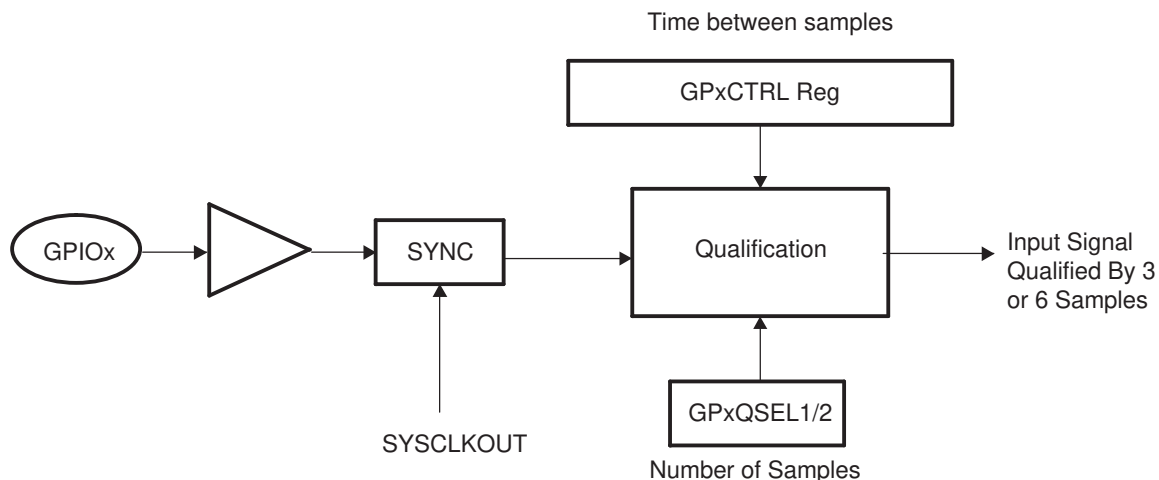 Time between samples
GPxCTRL Reg
GPIOx
SYNC
Qualification
Input Signal
Qualified By 3
or 6 Samples
GPxQSEL1/2
SYSCLKOUT
Number of Samples